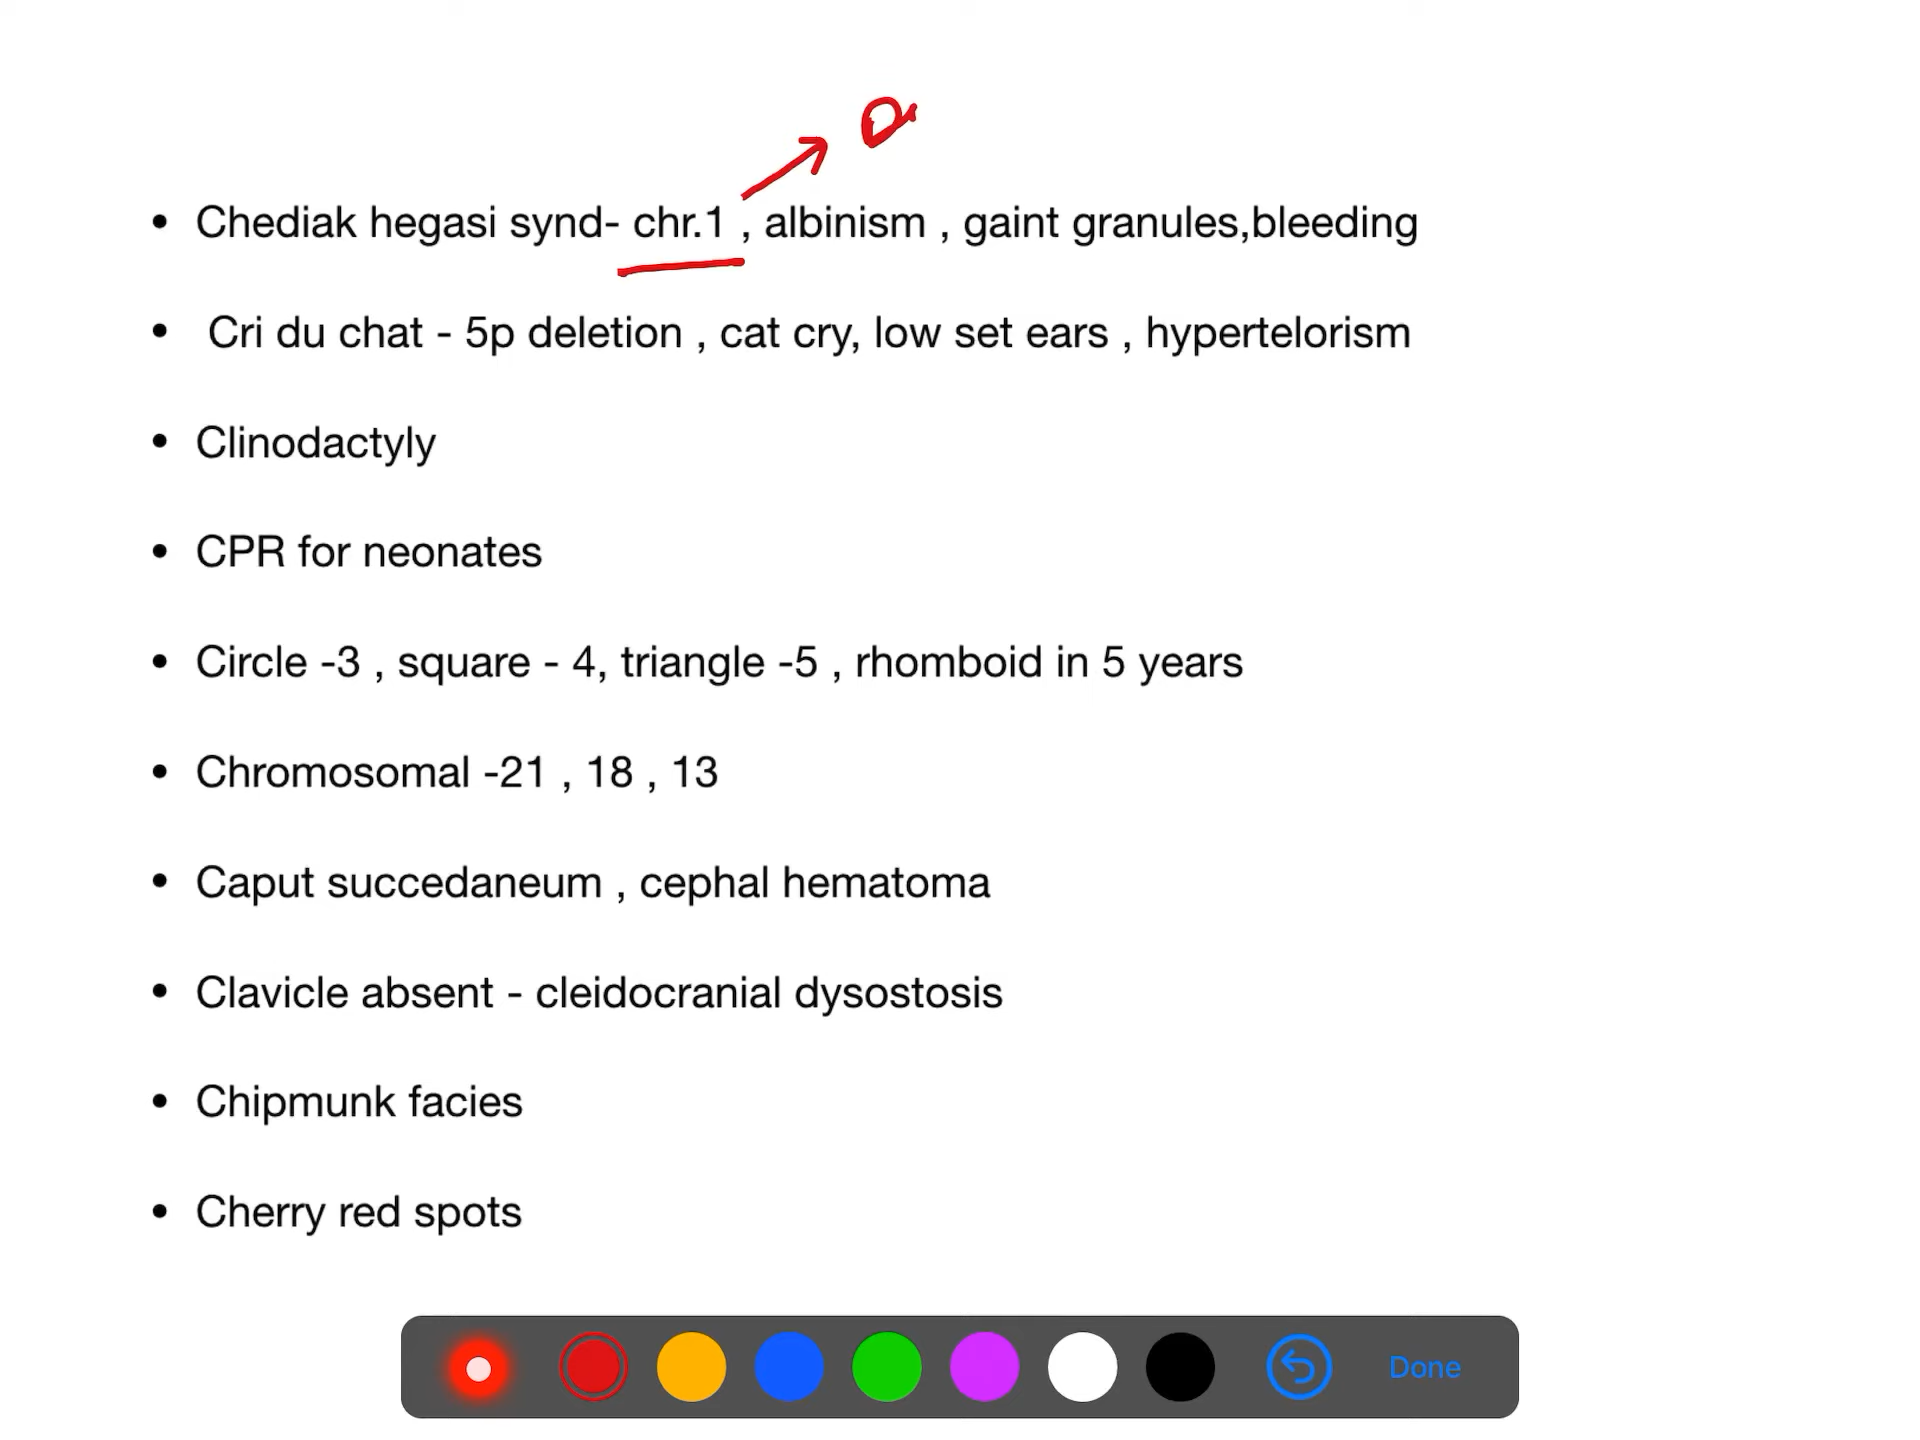 • Chediak hegasi synd- chr.1 , albinism , gaint granules,bleeding
• Cri du chat - 5p deletion , cat cry, low set ears , hypertelorism
• Clinodactyly
• CPR for neonates
• Circle -3 , square - 4, triangle -5 , rhomboid in 5 years
• Chromosomal -21 , 18 , 13
• Caput succedaneum , cephal hematoma
• Clavicle absent - cleidocranial dysostosis
• Chipmunk facies
• Cherry red spots
Done